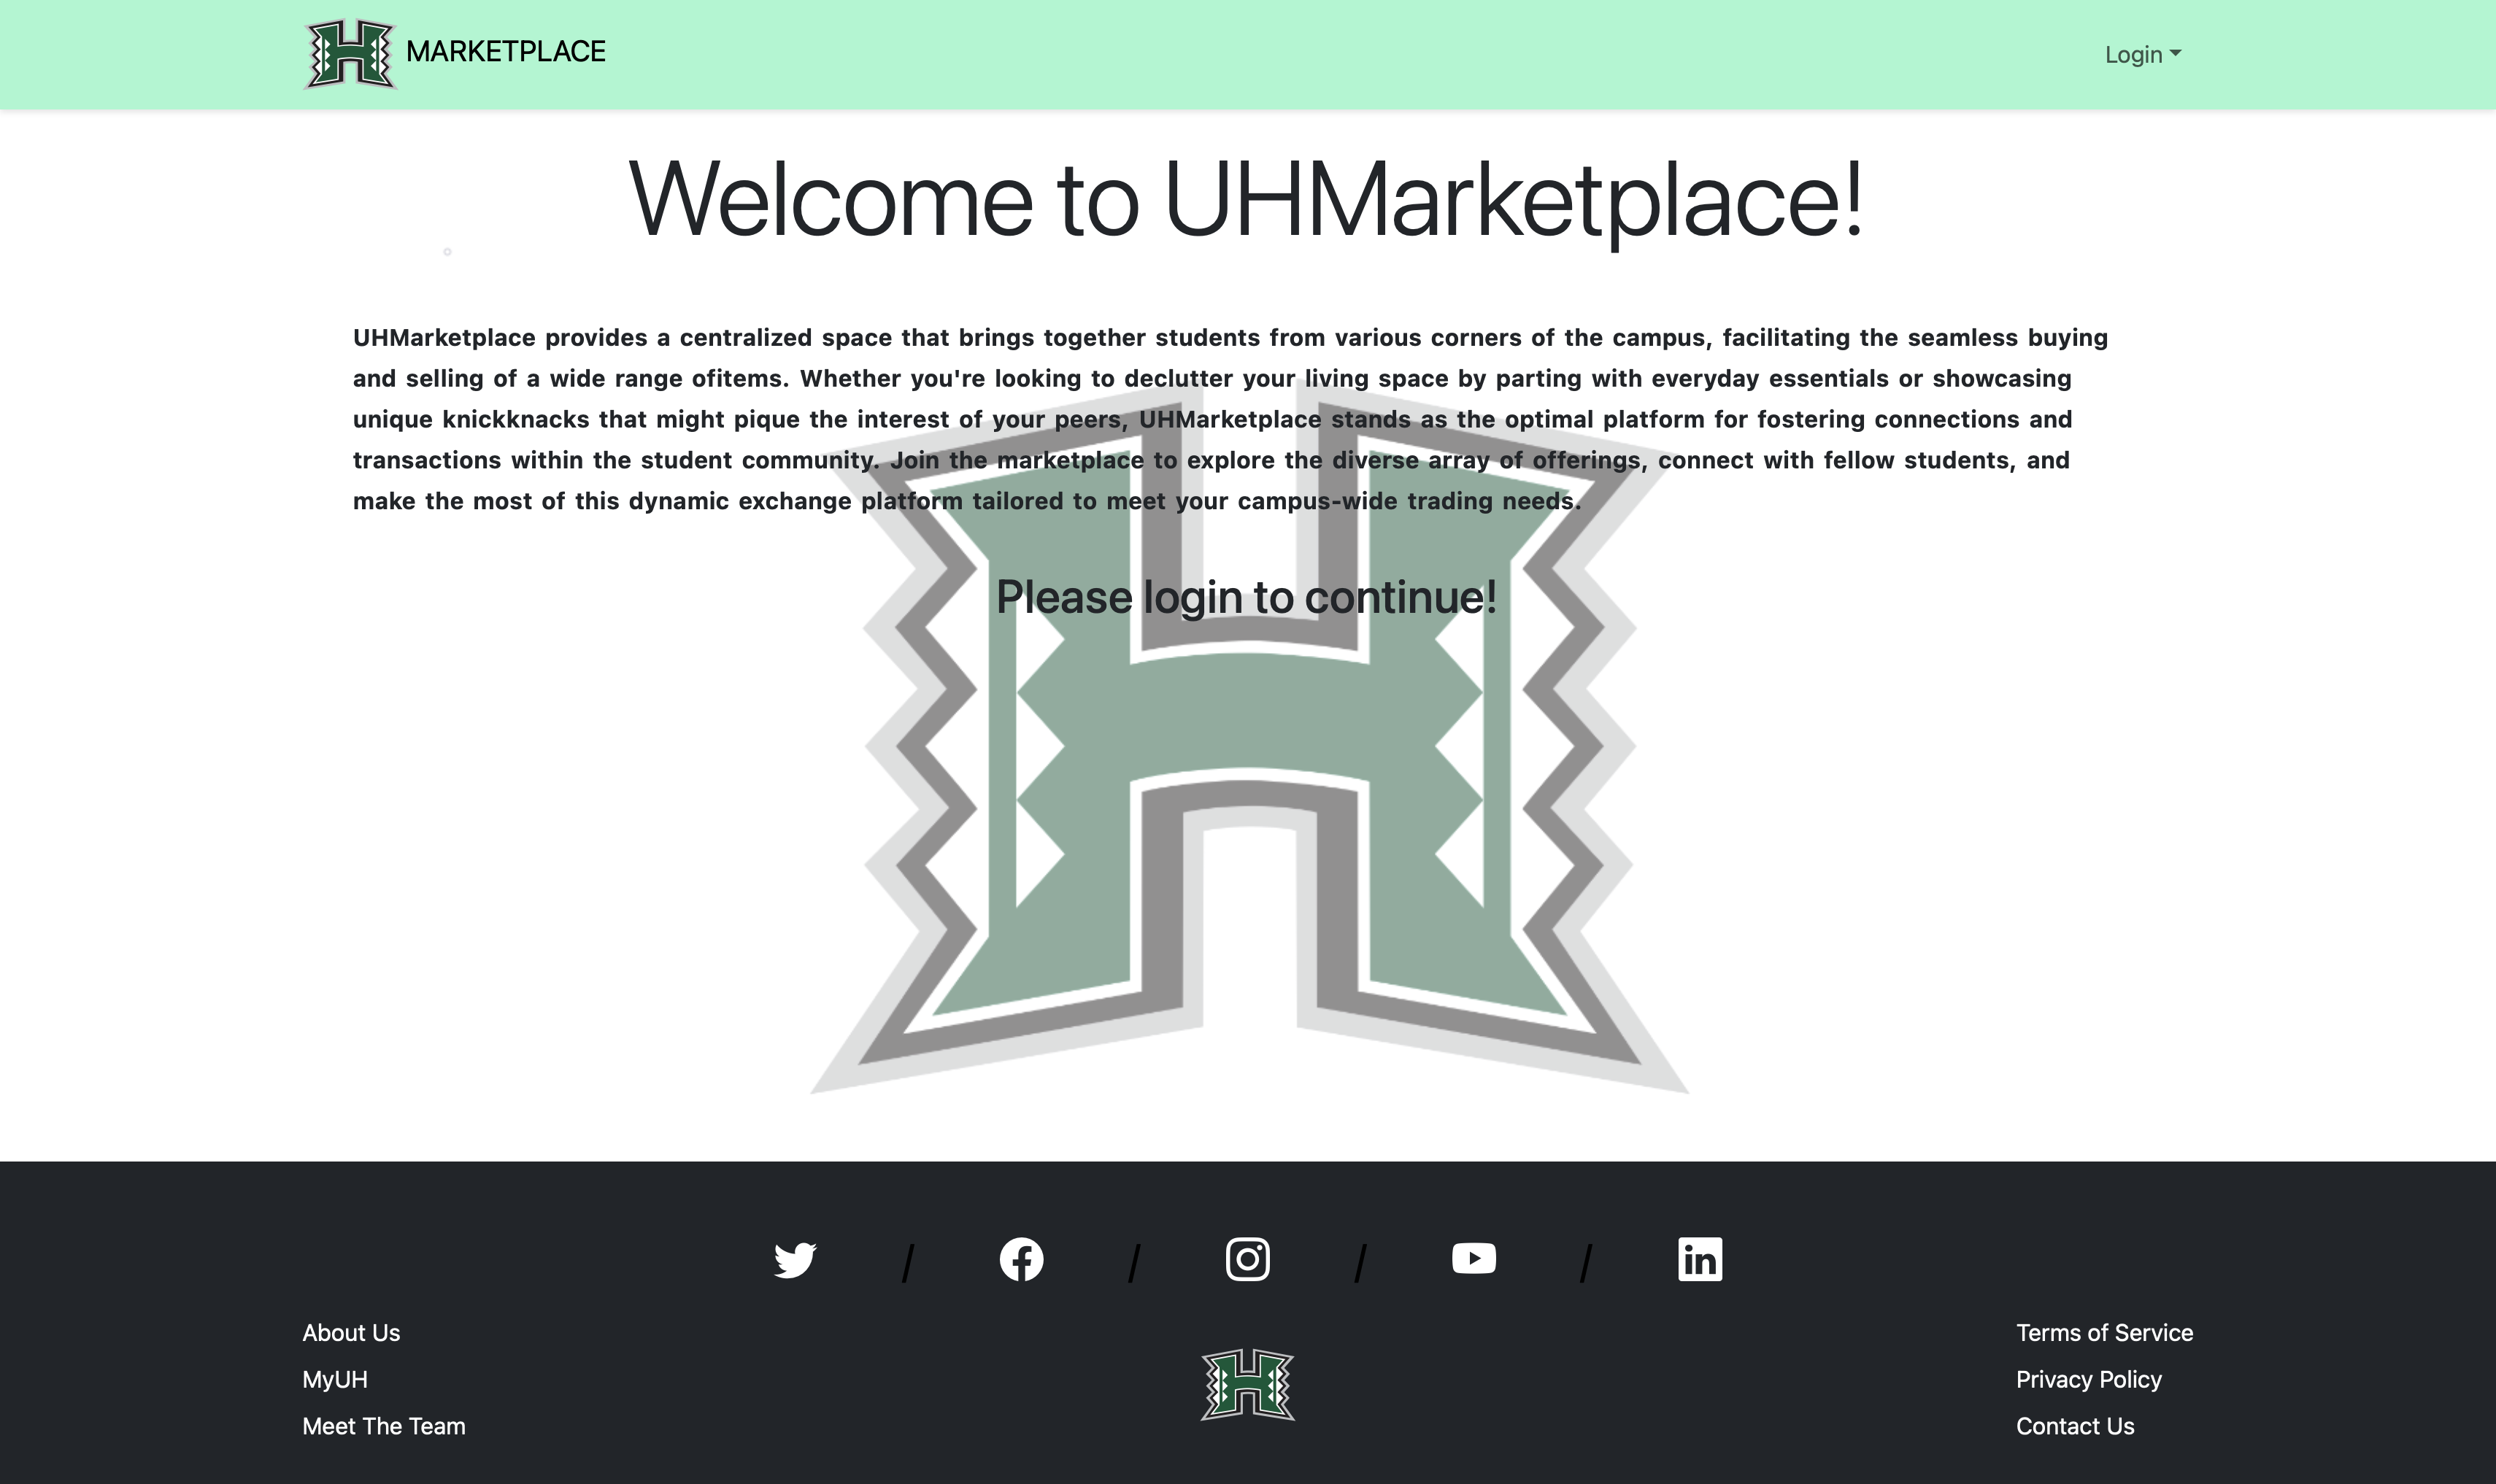 H MARKETPLACE
Login
Welcome to UHMarketplace!
UHMarketplace provides a centralized space that brings together students from various corners of the campus, facilitating the seamless buying
and selling of a wide range ofitems. Whether you're looking to declutter your living space by parting with everyday essentials or showcasing
unique knickknacks that might pique the interest of your peers, UHMarketplace stands as the optimal platform for fostering connections and
transactions within the student community. Join the marketplace to explore the diverse array of offerings, connect with fellow students, and
make the most of this dynamic exchange platform tailored to meet your campus-wide trading needs.
Please login to continue!
H
/ / / /
About Us
MyUH
Meet The Team
H
Terms of Service
Privacy Policy
Contact Us